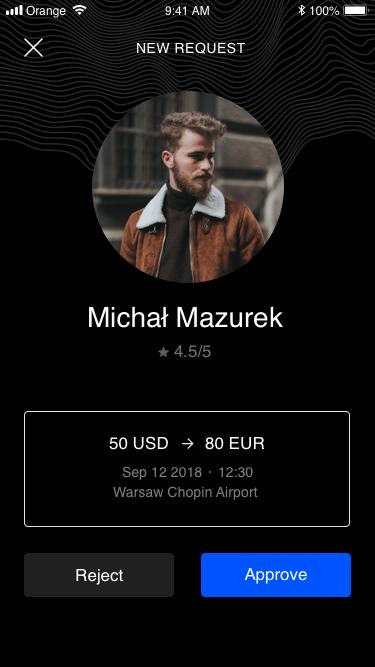 Orange 9:41 AM 100%
NEW REQUEST
Michał Mazurek
4.5/5
50 USD → 80 EUR
Sep 12 2018 · 12:30
Warsaw Chopin Airport
Reject Approve